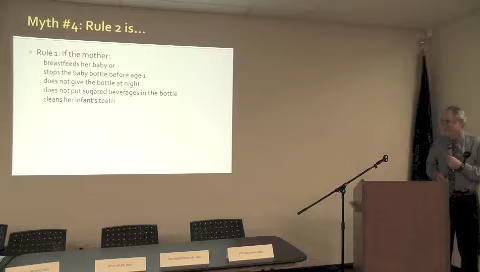 Myth #4: Rule 2 is...
Rule 1: If the mother:
breastfeeds her baby or
stops the baby bottle before age 1
does not give the bottle at night
does not put sugared beverages in the bottle
cleans her infant's teeth